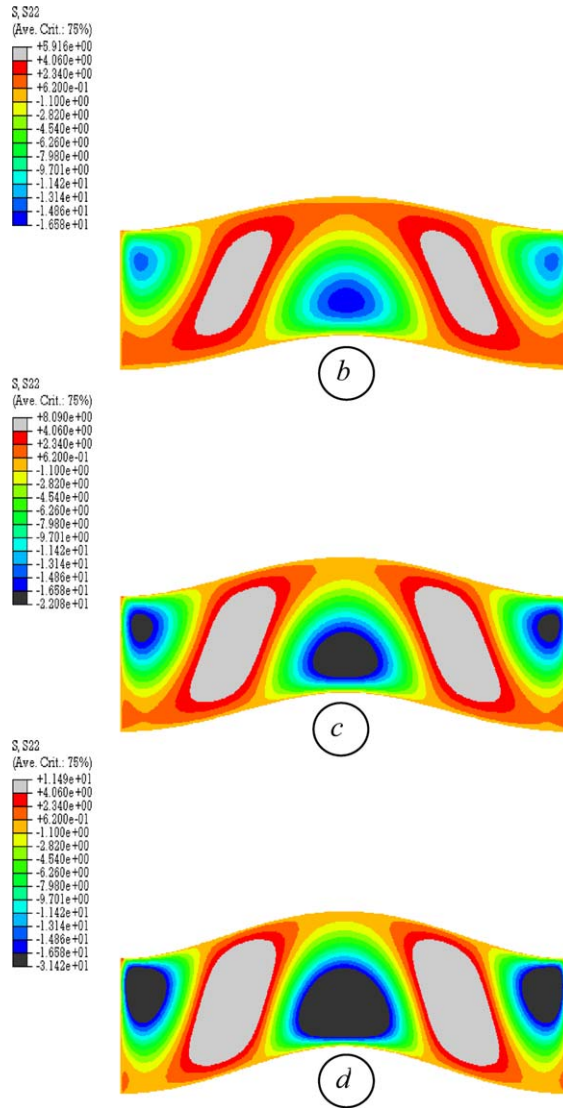 S, S22
(Ave. Crit.: 75%)
+5.916e+00
+4.060e+00
+2.340e+00
+6.200e-01
-1.100e+00
-2.820e+00
-4.540e+00
-6.260e+00
-7.980e+00
-9.701e+00
-1.142e+01
-1.314e+01
-1.486e+01
-1.658e+01
b
S, S22
(Ave. Crit.: 75%)
+8.090e+00
+4.060e+00
+2.340e+00
+6.200e-01
-1.100e+00
-2.820e+00
-4.540e+00
-6.260e+00
-7.980e+00
-9.701e+00
-1.142e+01
-1.314e+01
-1.486e+01
-1.658e+01
-2.208e+01
c
S, S22
(Ave. Crit.: 75%)
+1.149e+01
+4.060e+00
+2.340e+00
+6.200e-01
-1.100e+00
-2.820e+00
-4.540e+00
-6.260e+00
-7.980e+00
-9.701e+00
-1.142e+01
-1.314e+01
-1.486e+01
-1.658e+01
-3.142e+01
d